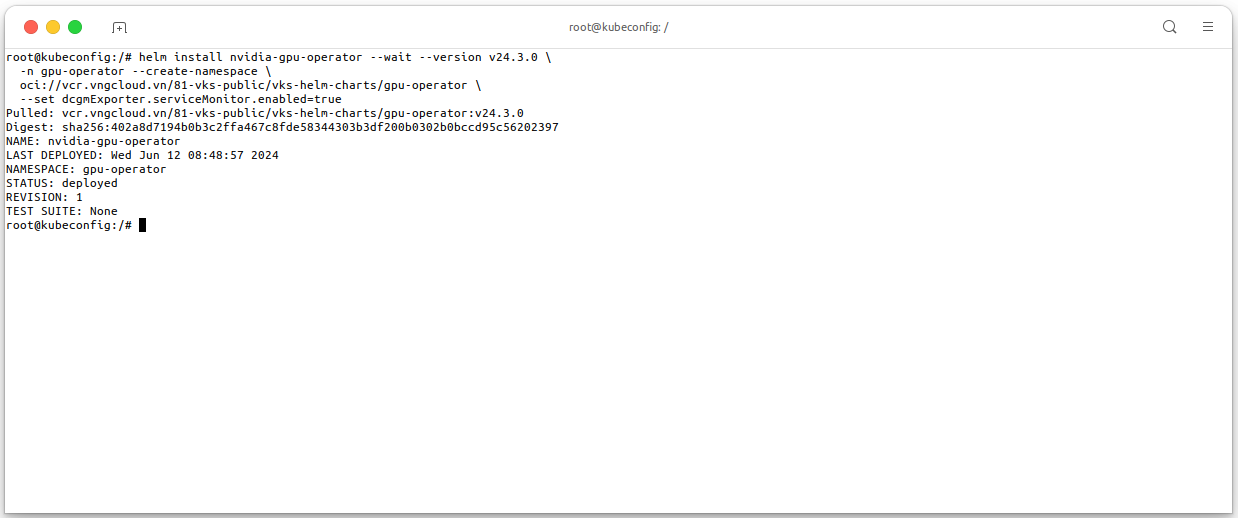 root@kubeconfig: /
root@kubeconfig:/# helm install nvidia-gpu-operator --wait --version v24.3.0 \
  -n gpu-operator --create-namespace \
  oci://vcr.vngcloud.vn/81-vks-public/vks-helm-charts/gpu-operator \
  --set dcgmExporter.serviceMonitor.enabled=true
Pulled: vcr.vngcloud.vn/81-vks-public/vks-helm-charts/gpu-operator:v24.3.0
Digest: sha256:402a8d7194b0b3c2ffa467c8fde58344303b3df200b0302b0bccd95c56202397
NAME: nvidia-gpu-operator
LAST DEPLOYED: Wed Jun 12 08:48:57 2024
NAMESPACE: gpu-operator
STATUS: deployed
REVISION: 1
TEST SUITE: None
root@kubeconfig:/#